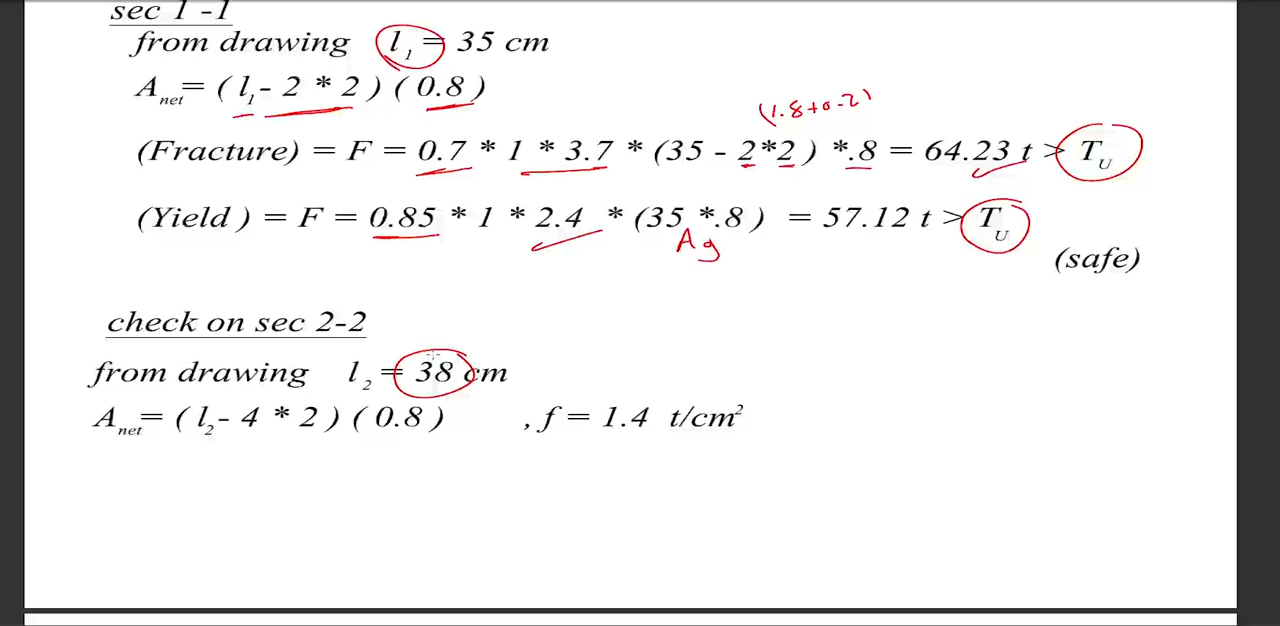 sec 1 -1
from drawing l₁ = 35 cm
Aₙₑₜ= ( l₁- 2 * 2 ) ( 0.8 )
(1.8+0.2)
(Fracture) = F = 0.7 * 1 * 3.7 * (35 - 2*2 ) *.8 = 64.23 t > T_U
(Yield ) = F = 0.85 * 1 * 2.4 * (35 *.8 ) = 57.12 t > T_U
Ag
(safe)
check on sec 2-2
from drawing l₂ = 38 cm
Aₙₑₜ= ( l₂- 4 * 2 ) ( 0.8 ) , f = 1.4 t/cm²